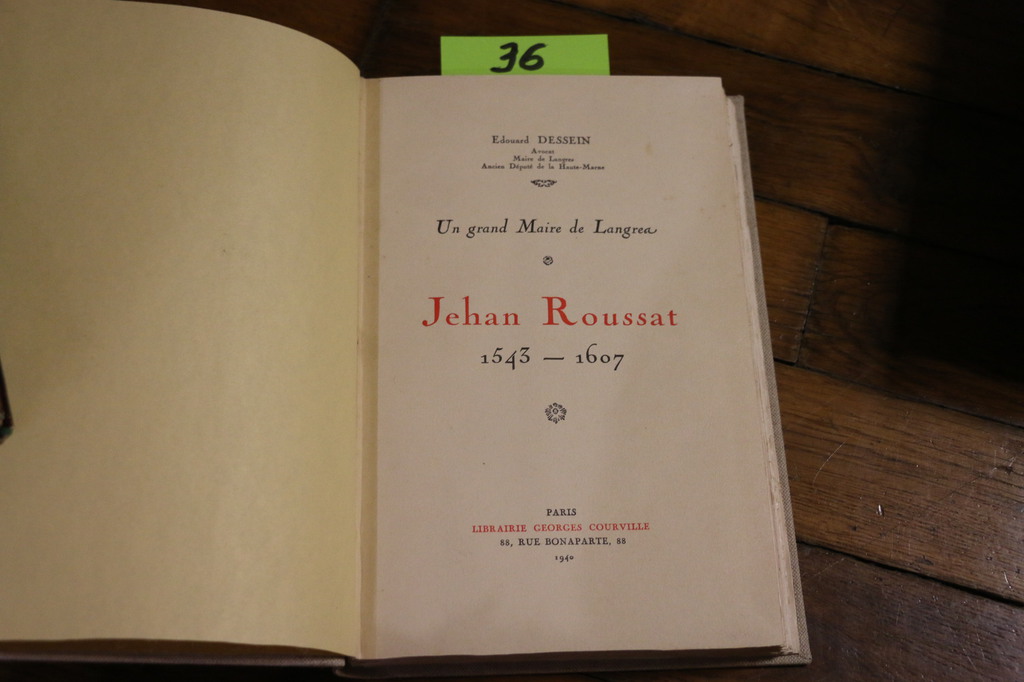 36
Edouard DESSEIN
Avocat
Maire de Langres
Ancien Député de la Haute-Marne
Un grand Maire de Langres
Jehan Roussat
1543 — 1607
PARIS
LIBRAIRIE GEORGES COURVILLE
88, RUE BONAPARTE, 88
1940